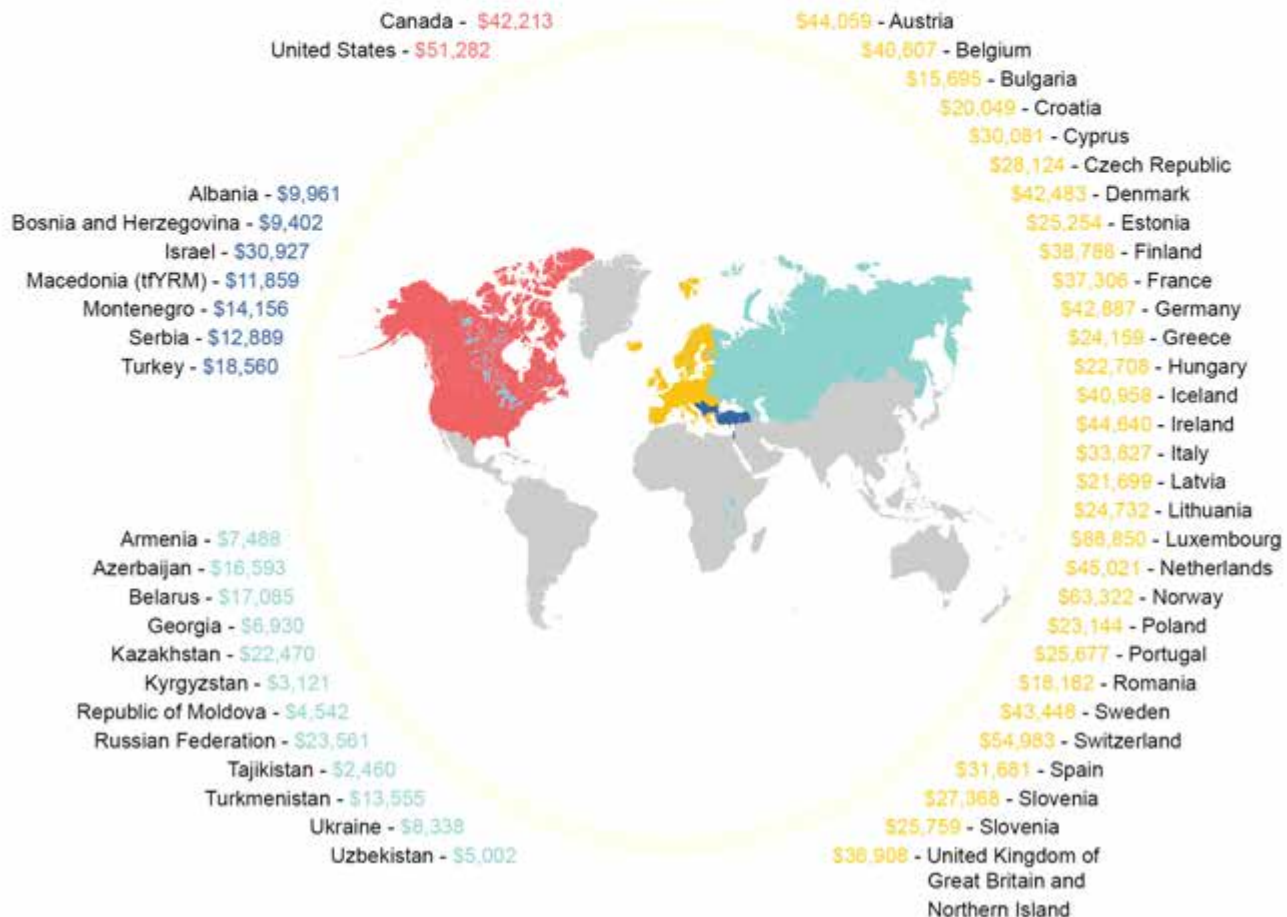 Canada - $42,213
United States - $51,282
Albania - $9,961
Bosnia and Herzegovina - $9,402
Israel - $30,927
Macedonia (tfYRM) - $11,859
Montenegro - $14,156
Serbia - $12,889
Turkey - $18,560
Armenia - $7,488
Azerbaijan - $16,593
Belarus - $17,085
Georgia - $6,930
Kazakhstan - $22,470
Kyrgyzstan - $3,121
Republic of Moldova - $4,542
Russian Federation - $23,561
Tajikistan - $2,460
Turkmenistan - $13,555
Ukraine - $8,338
Uzbekistan - $5,002
$44,059 - Austria
$40,607 - Belgium
$15,695 - Bulgaria
$20,049 - Croatia
$30,081 - Cyprus
$28,124 - Czech Republic
$42,483 - Denmark
$25,254 - Estonia
$38,788 - Finland
$37,306 - France
$42,887 - Germany
$24,159 - Greece
$22,708 - Hungary
$40,958 - Iceland
$44,640 - Ireland
$33,827 - Italy
$21,699 - Latvia
$24,732 - Lithuania
$88,850 - Luxembourg
$45,021 - Netherlands
$63,322 - Norway
$23,144 - Poland
$25,677 - Portugal
$18,182 - Romania
$43,448 - Sweden
$54,983 - Switzerland
$31,681 - Spain
$27,368 - Slovenia
$25,759 - Slovenia
$36,908 - United Kingdom of
Great Britain and
Northern Island